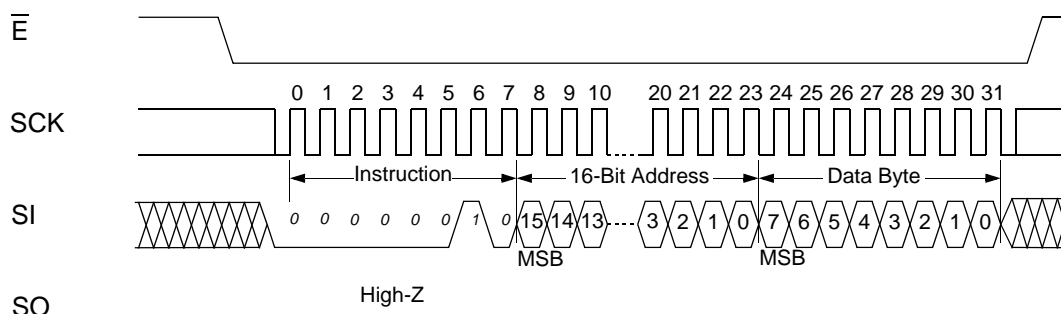 E
0 1 2 3 4 5 6 7 8 9 10 20 21 22 23 24 25 26 27 28 29 30 31
SCK
Instruction 16-Bit Address Data Byte
SI 0 0 0 0 0 0 1 0 15 14 13 3 2 1 0 7 6 5 4 3 2 1 0
MSB MSB
High-Z
SO